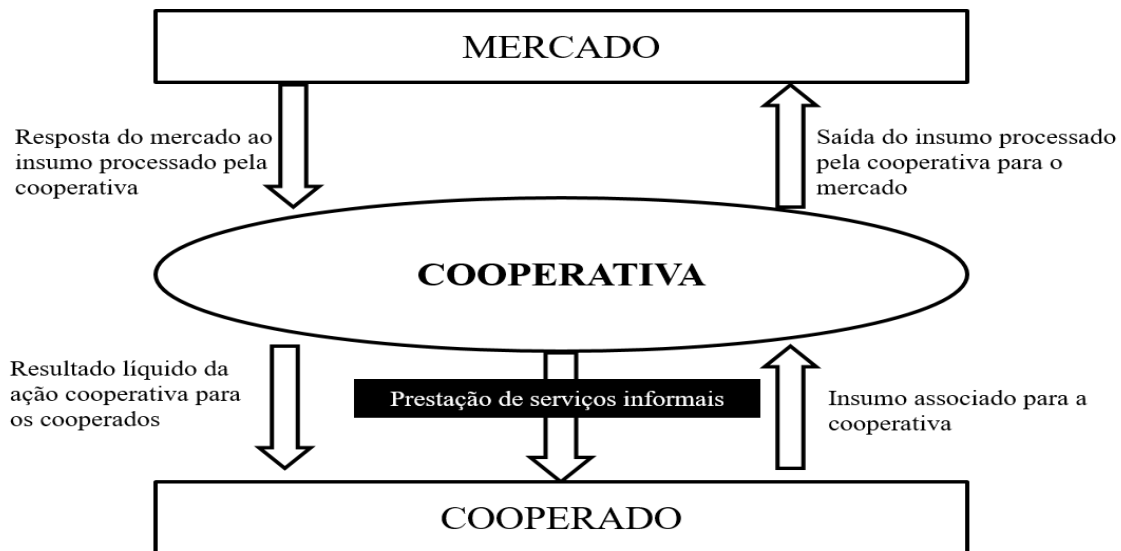 MERCADO
Resposta do mercado ao
insumo processado pela
cooperativa
Saída do insumo processado
pela cooperativa para o
mercado
COOPERATIVA
Resultado líquido da
ação cooperativa para
os cooperados
Prestação de serviços informais
Insumo associado para a
cooperativa
COOPERADO